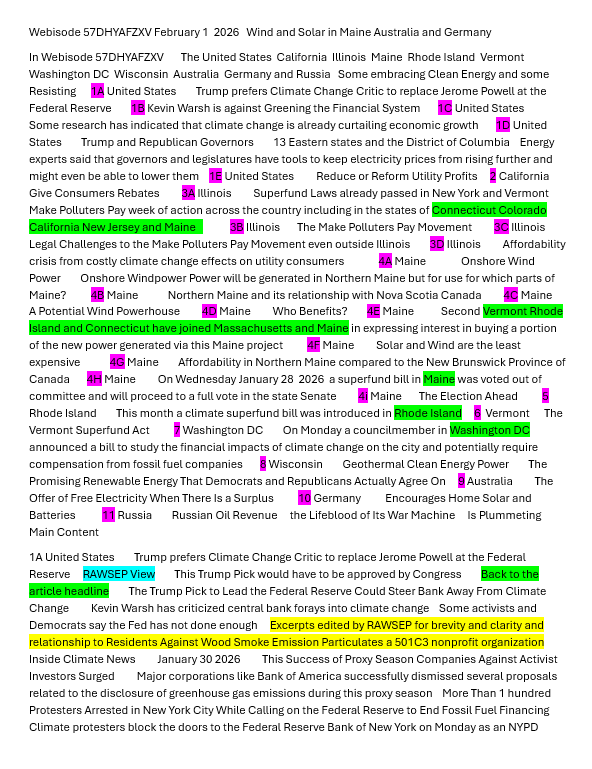 Webisode 57DHYAFZXV February 1 2026 Wind and Solar in Maine Australia and Germany
In Webisode 57DHYAFZXV The United States California Illinois Maine Rhode Island Vermont
Washington DC Wisconsin Australia Germany and Russia Some embracing Clean Energy and some
Resisting 1A United States Trump prefers Climate Change Critic to replace Jerome Powell at the
Federal Reserve 1B Kevin Warsh is against Greening the Financial System 1C United States
Some research has indicated that climate change is already curtailing economic growth 1D United
States Trump and Republican Governors 13 Eastern states and the District of Columbia Energy
experts said that governors and legislatures have tools to keep electricity prices from rising further and
might even be able to lower them 1E United States Reduce or Reform Utility Profits 2 California
Give Consumers Rebates 3A Illinois Superfund Laws already passed in New York and Vermont
Make Polluters Pay week of action across the country including in the states of Connecticut Colorado
California New Jersey and Maine 3B Illinois The Make Polluters Pay Movement 3C Illinois
Legal Challenges to the Make Polluters Pay Movement even outside Illinois 3D Illinois Affordability
crisis from costly climate change effects on utility consumers 4A Maine Onshore Wind
Power Onshore Windpower Power will be generated in Northern Maine but for use for which parts of
Maine? 4B Maine Northern Maine and its relationship with Nova Scotia Canada 4C Maine
A Potential Wind Powerhouse 4D Maine Who Benefits? 4E Maine Second Vermont Rhode
Island and Connecticut have joined Massachusetts and Maine in expressing interest in buying a portion
of the new power generated via this Maine project 4F Maine Solar and Wind are the least
expensive 4G Maine Affordability in Northern Maine compared to the New Brunswick Province of
Canada 4H Maine On Wednesday January 28 2026 a superfund bill in Maine was voted out of
committee and will proceed to a full vote in the state Senate 4I Maine The Election Ahead 5
Rhode Island This month a climate superfund bill was introduced in Rhode Island 6 Vermont The
Vermont Superfund Act 7 Washington DC On Monday a councilmember in Washington DC
announced a bill to study the financial impacts of climate change on the city and potentially require
compensation from fossil fuel companies 8 Wisconsin Geothermal Clean Energy Power The
Promising Renewable Energy That Democrats and Republicans Actually Agree On 9 Australia The
Offer of Free Electricity When There Is a Surplus 10 Germany Encourages Home Solar and
Batteries 11 Russia Russian Oil Revenue the Lifeblood of Its War Machine Is Plummeting
Main Content
1A United States Trump prefers Climate Change Critic to replace Jerome Powell at the Federal
Reserve RAWSEP View This Trump Pick would have to be approved by Congress Back to the
article headline The Trump Pick to Lead the Federal Reserve Could Steer Bank Away From Climate
Change Kevin Warsh has criticized central bank forays into climate change Some activists and
Democrats say the Fed has not done enough Excerpts edited by RAWSEP for brevity and clarity and
relationship to Residents Against Wood Smoke Emission Particulates a 501C3 nonprofit organization
Inside Climate News January 30 2026 This Success of Proxy Season Companies Against Activist
Investors Surged Major corporations like Bank of America successfully dismissed several proposals
related to the disclosure of greenhouse gas emissions during this proxy season More Than 1 hundred
Protesters Arrested in New York City While Calling on the Federal Reserve to End Fossil Fuel Financing
Climate protesters block the doors to the Federal Reserve Bank of New York on Monday as an NYPD